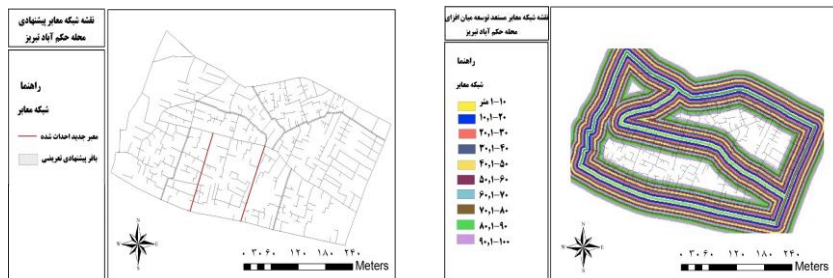 نقشه شبکه معابر پیشنهادی
محله حکم آباد تبریز
راهنما
شبکه معابر
معبر جدید احداث شده
بافر پیشنهادی تعریضی
N
W
E
S
۰ ۳۰ ۶۰ ۱۲۰ ۱۸۰ ۲۴۰
Meters
نقشه شبکه معابر مستعد توسعه میان افزای
محله حکم آباد تبریز
راهنما
شبکه معابر
۱-۱۰ متر
۱۰,۱-۲۰
۲۰,۱-۳۰
۳۰,۱-۴۰
۴۰,۱-۵۰
۵۰,۱-۶۰
۶۰,۱-۷۰
۷۰,۱-۸۰
۸۰,۱-۹۰
۹۰,۱-۱۰۰
N
W
E
S
۰ ۳۰ ۶۰ ۱۲۰ ۱۸۰ ۲۴۰
Meters